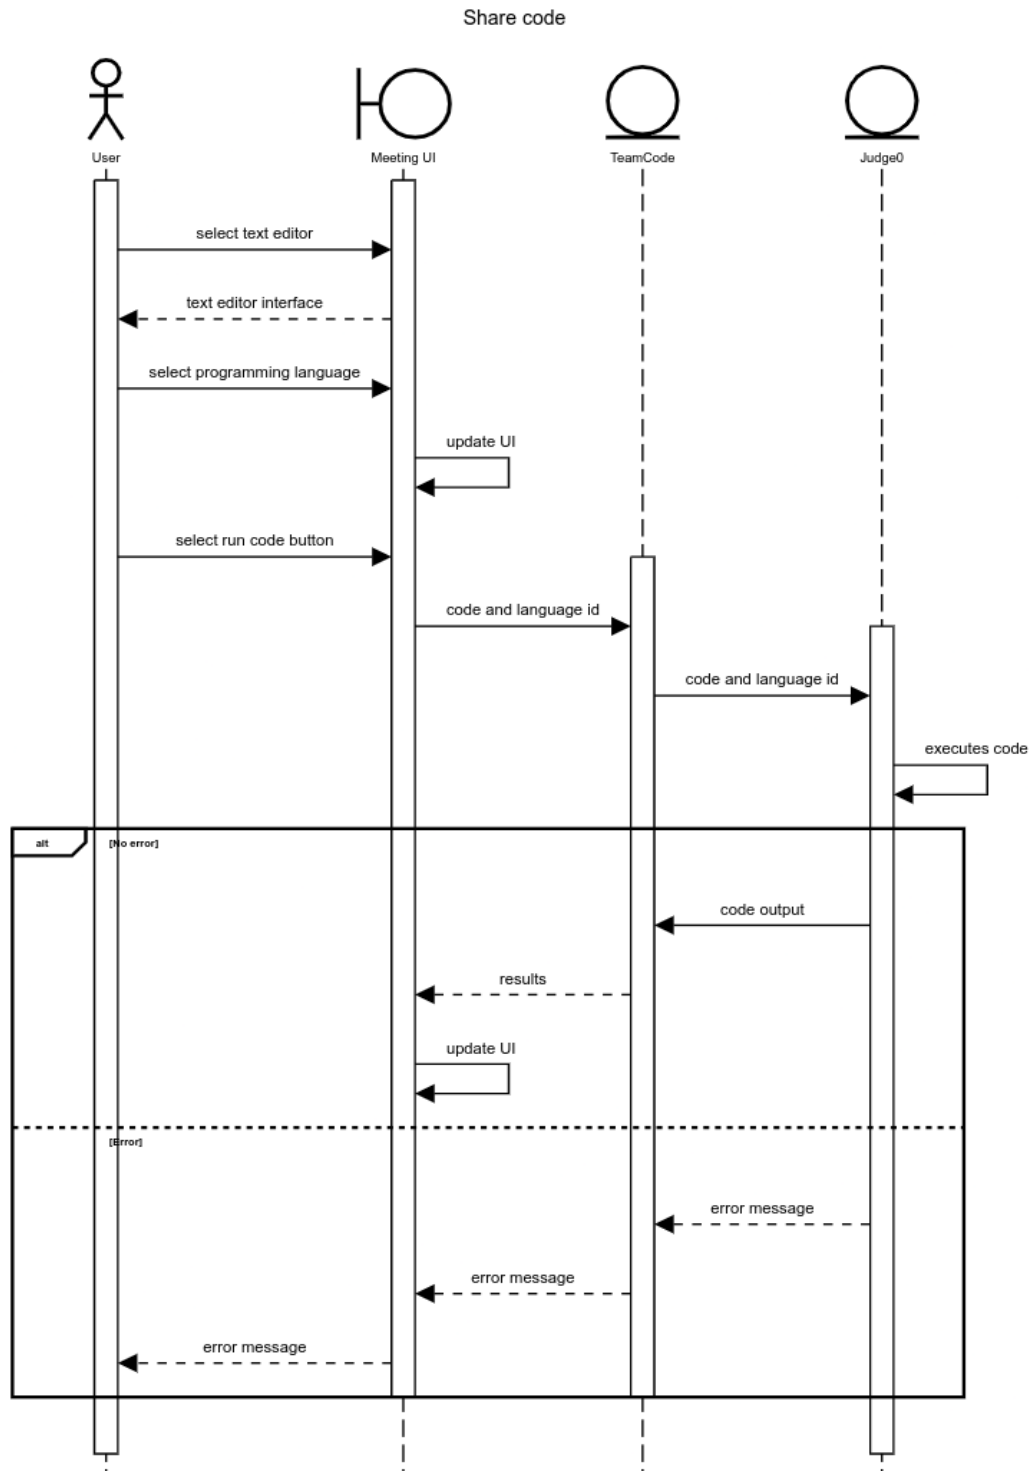 Share code
User
Meeting UI
TeamCode
Judge0
select text editor
text editor interface
select programming language
update UI
select run code button
code and language id
code and language id
executes code
alt
[No error]
code output
results
update UI
[Error]
error message
error message
error message